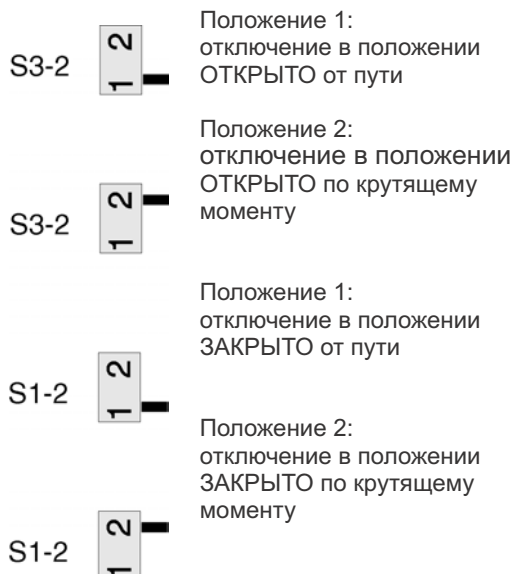 Положение 1:
отключение в положении
ОТКРЫТО от пути
S3-2
2
1
Положение 2:
отключение в положении
ОТКРЫТО по крутящему
моменту
S3-2
2
1
Положение 1:
отключение в положении
ЗАКРЫТО от пути
S1-2
2
1
Положение 2:
отключение в положении
ЗАКРЫТО по крутящему
моменту
S1-2
2
1